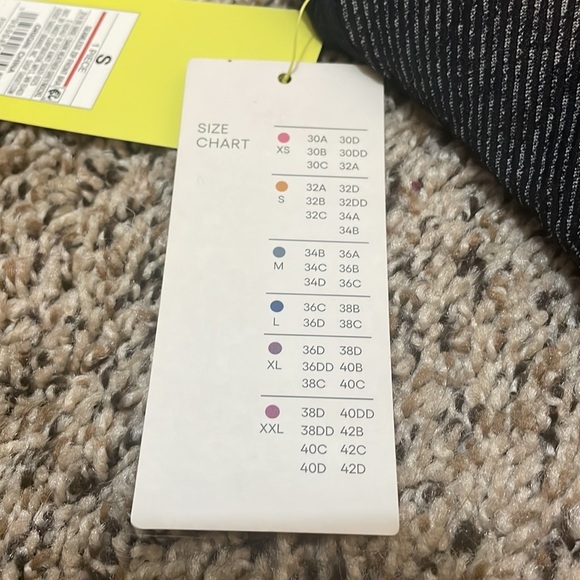 S
1 PIECE
SIZE
CHART
XS
30A 30D
30B 30DD
30C 32A
S
32A 32D
32B 32DD
32C 34A
34B
M
34B 36A
34C 36B
34D 36C
L
36C 38B
36D 38C
XL
36D 38D
36DD 40B
38C 40C
XXL
38D 40DD
38DD 42B
40C 42C
40D 42D